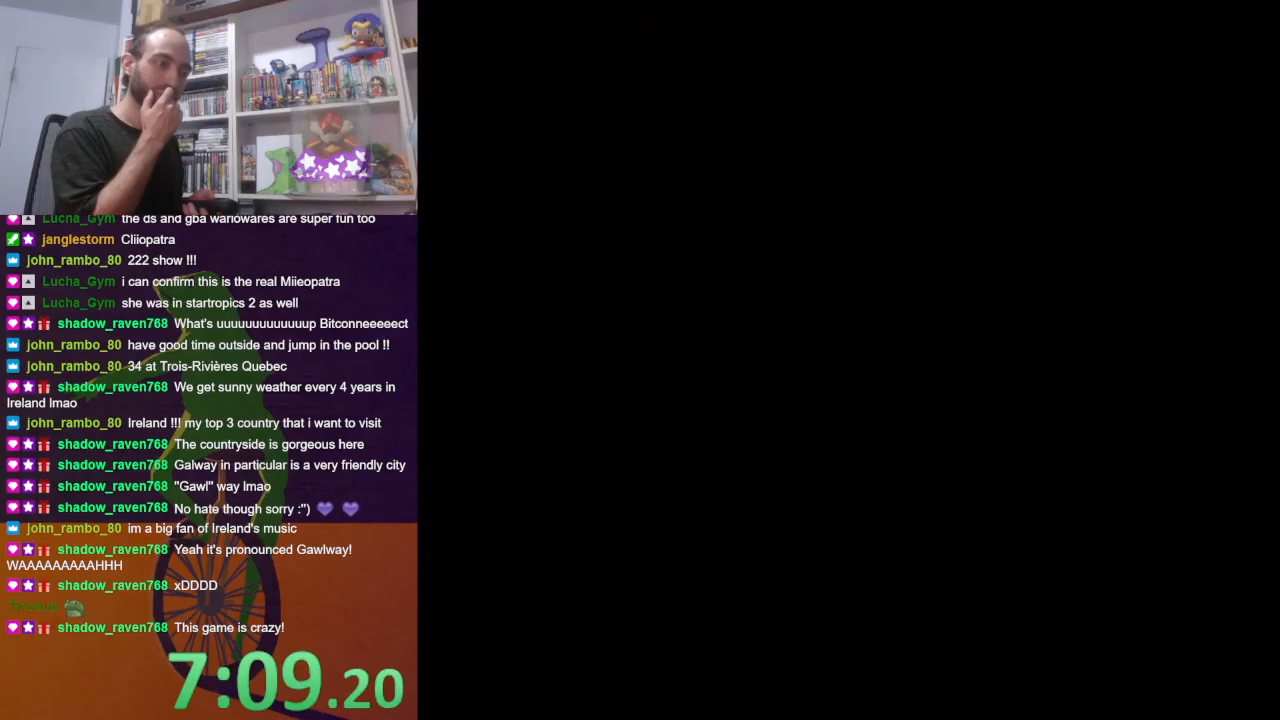 Lucha_Gym the ds and gba wariowares are super fun too
janglestorm Cliiopatra
john_rambo_80 222 show !!!
Lucha_Gym i can confirm this is the real Miieopatra
Lucha_Gym she was in startropics 2 as well
shadow_raven768 What's uuuuuuuuuuuup Bitconneeeeect
john_rambo_80 have good time outside and jump in the pool !!
john_rambo_80 34 at Trois-Rivières Quebec
shadow_raven768 We get sunny weather every 4 years in
Ireland lmao
john_rambo_80 Ireland !!! my top 3 country that i want to visit
shadow_raven768 The countryside is gorgeous here
shadow_raven768 Galway in particular is a very friendly city
shadow_raven768 "Gawl" way lmao
shadow_raven768 No hate though sorry :")
john_rambo_80 im a big fan of Ireland's music
shadow_raven768 Yeah it's pronounced Gawlway!
WAAAAAAAAAHHH
shadow_raven768 xDDDD
shadow_raven768 This game is crazy!
7:09.20